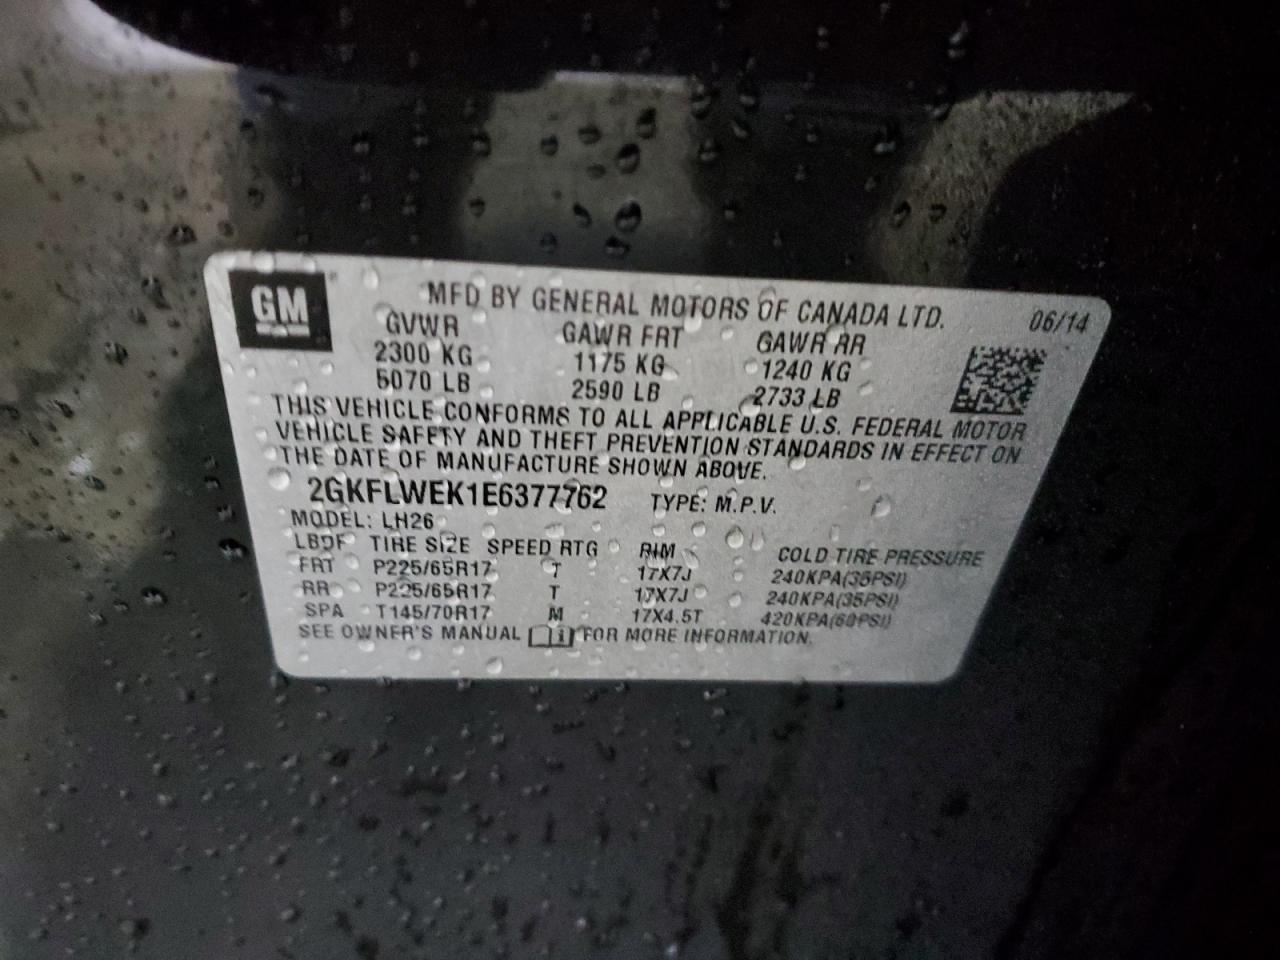 GM
MFD BY GENERAL MOTORS OF CANADA LTD.
06/14
GVWR GAWR FRT GAWR RR
2300 KG 1175 KG 1240 KG
5070 LB 2590 LB 2733 LB
THIS VEHICLE CONFORMS TO ALL APPLICABLE U.S. FEDERAL MOTOR
VEHICLE SAFETY AND THEFT PREVENTION STANDARDS IN EFFECT ON
THE DATE OF MANUFACTURE SHOWN ABOVE.
2GKFLWEK1E6377762 TYPE: M.P.V.
MODEL: LH26
TIRE SIZE SPEED RTG RIM COLD TIRE PRESSURE
FRT P225/65R17 T 17X7J 240KPA(35PSI)
RR P225/65R17 T 17X7J 240KPA(35PSI)
SPA T145/70R17 M 17X4.5T 420KPA(60PSI)
SEE OWNER'S MANUAL FOR MORE INFORMATION.